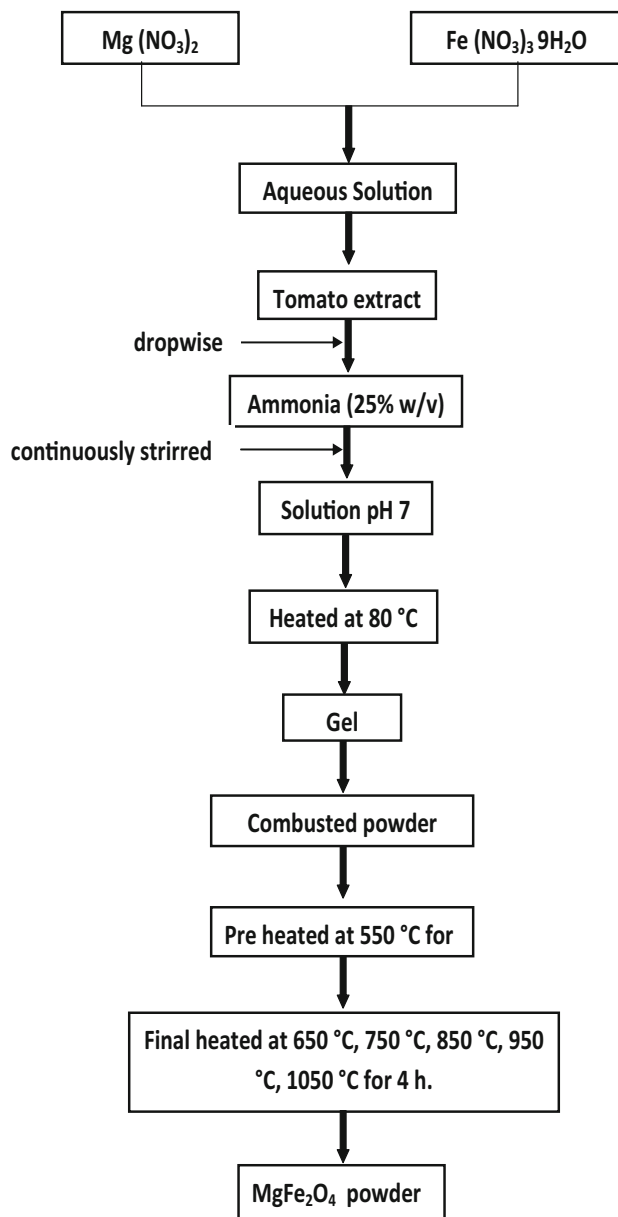 Mg (NO₃)₂
Fe (NO₃)₃ 9H₂O
Aqueous Solution
Tomato extract
dropwise
Ammonia (25% w/v)
continuously strirred
Solution pH 7
Heated at 80 °C
Gel
Combusted powder
Pre heated at 550 °C for
Final heated at 650 °C, 750 °C, 850 °C, 950
°C, 1050 °C for 4 h.
MgFe₂O₄ powder